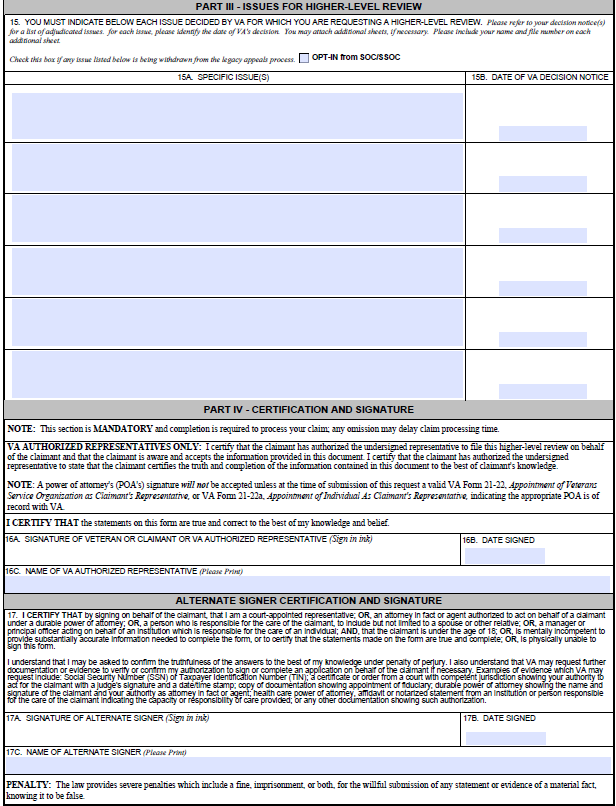 PART III - ISSUES FOR HIGHER-LEVEL REVIEW
15. YOU MUST INDICATE BELOW EACH ISSUE DECIDED BY VA FOR WHICH YOU ARE REQUESTING A HIGHER-LEVEL REVIEW. Please refer to your decision notice(s)
for a list of adjudicated issues. for each issue, please identify the date of VA's decision. You may attach additional sheets, if necessary. Please include your name and file number on each
additional sheet.
Check this box if any issue listed below is being withdrawn from the legacy appeals process. OPT-IN from SOC/SSOC
15A. SPECIFIC ISSUE(S)
15B. DATE OF VA DECISION NOTICE
PART IV - CERTIFICATION AND SIGNATURE
NOTE: This section is MANDATORY and completion is required to process your claim; any omission may delay claim processing time.
VA AUTHORIZED REPRESENTATIVES ONLY: I certify that the claimant has authorized the undersigned representative to file this higher-level review on behalf
of the claimant and that the claimant is aware and accepts the information provided in this document. I certify that the claimant has authorized the undersigned
representative to state that the claimant certifies the truth and completion of the information contained in this document to the best of claimant's knowledge.
NOTE: A power of attorney's (POA's) signature will not be accepted unless at the time of submission of this request a valid VA Form 21-22, Appointment of Veterans
Service Organization as Claimant's Representative, or VA Form 21-22a, Appointment of Individual As Claimant's Representative, indicating the appropriate POA is of
record with VA.
I CERTIFY THAT the statements on this form are true and correct to the best of my knowledge and belief.
16A. SIGNATURE OF VETERAN OR CLAIMANT OR VA AUTHORIZED REPRESENTATIVE (Sign in ink)
16B. DATE SIGNED
16C. NAME OF VA AUTHORIZED REPRESENTATIVE (Please Print)
ALTERNATE SIGNER CERTIFICATION AND SIGNATURE
17. I CERTIFY THAT by signing on behalf of the claimant, that I am a court-appointed representative; OR, an attorney in fact or agent authorized to act on behalf of a claimant
under a durable power of attorney; OR, a person who is responsible for the care of the claimant, to include but not limited to a spouse or other relative; OR, a manager or
principal officer acting on behalf of an institution which is responsible for the care of an individual; AND, that the claimant is under the age of 18; OR, is mentally incompetent to
provide substantially accurate information needed to complete the form, or to certify that the statements made on the form are true and complete; OR, is physically unable to
sign this form.
I understand that I may be asked to confirm the truthfulness of the answers to the best of my knowledge under penalty of perjury. I also understand that VA may request further
documentation or evidence to verify or confirm my authorization to sign or complete an application on behalf of the claimant if necessary. Examples of evidence which VA may
request include: Social Security Number (SSN) of Taxpayer Identification Number (TIN); a certificate or order from a court with competent jurisdiction showing your authority to
act for the claimant with a judge's signature and a date/time stamp; copy of documentation showing appointment of fiduciary; durable power of attorney showing the name and
signature of the claimant and your authority as attorney in fact or agent; health care power of attorney, affidavit or notarized statement from an institution or person responsible
for the care of the claimant indicating the capacity or responsibility of care provided; or any other documentation showing such authorization.
17A. SIGNATURE OF ALTERNATE SIGNER (Sign in ink)
17B. DATE SIGNED
17C. NAME OF ALTERNATE SIGNER (Please Print)
PENALTY: The law provides severe penalties which include a fine, imprisonment, or both, for the willful submission of any statement or evidence of a material fact,
knowing it to be false.